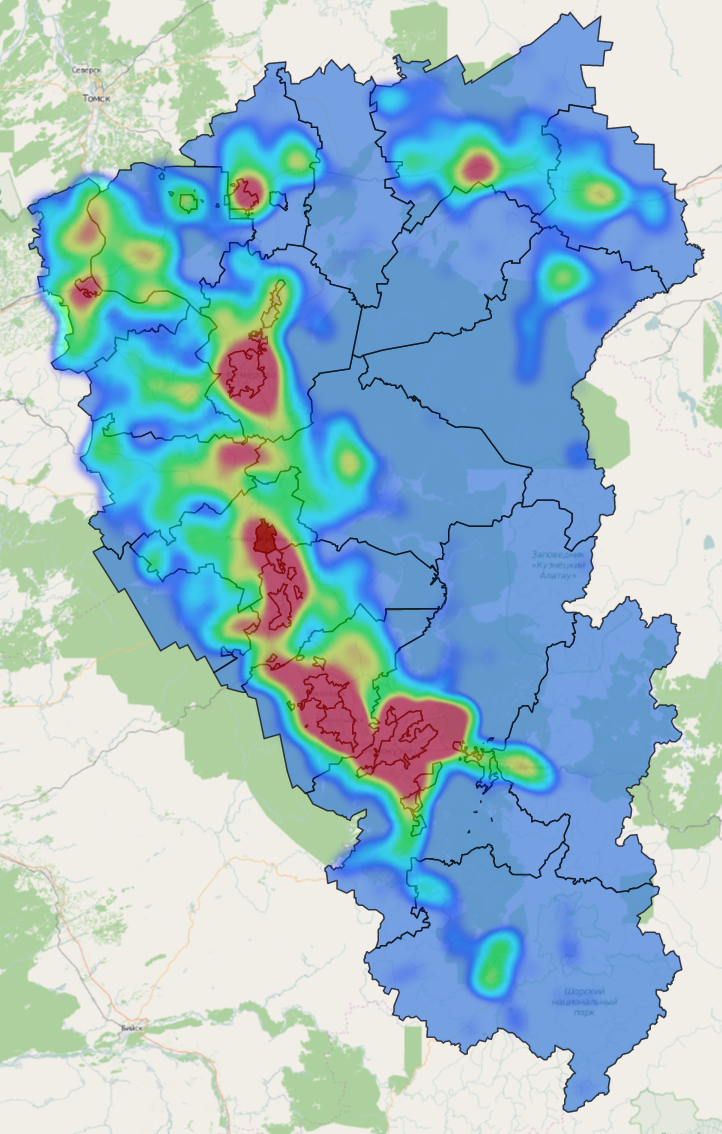 Северск
Томск
Заповедник
«Кузнецкий
Алатау»
Шорский
национальный
парк
Бийск